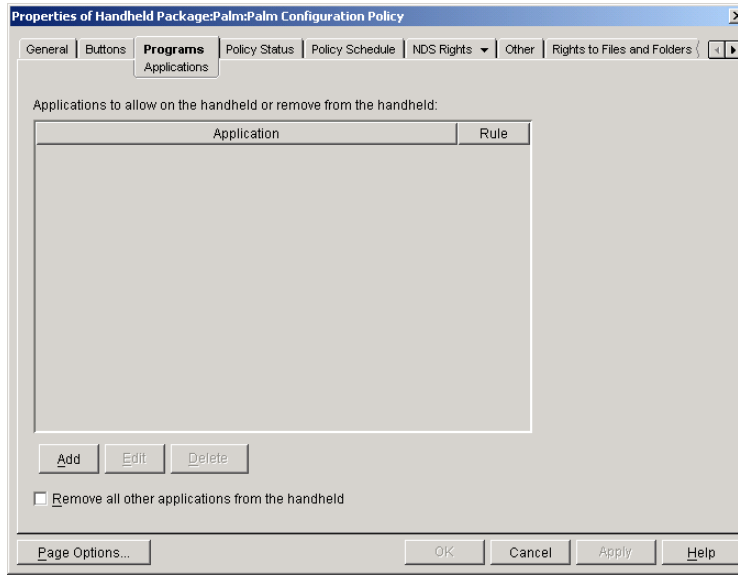 Properties of Handheld Package:Palm:Palm Configuration Policy
General Buttons Programs Policy Status Policy Schedule NDS Rights Other Rights to Files and Folders
Applications
Applications to allow on the handheld or remove from the handheld:
Application Rule
Add Edit Delete
Remove all other applications from the handheld
Page Options... OK Cancel Apply Help